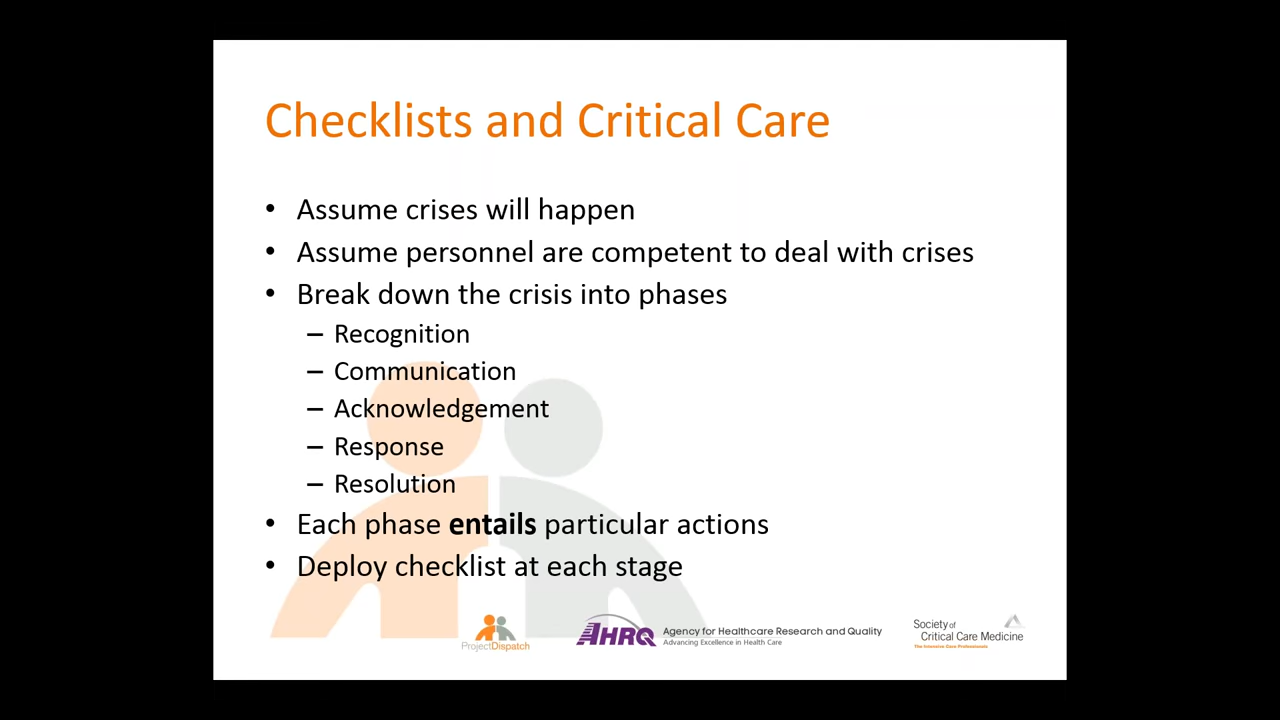 Checklists and Critical Care
• Assume crises will happen
• Assume personnel are competent to deal with crises
• Break down the crisis into phases
– Recognition
– Communication
– Acknowledgement
– Response
– Resolution
• Each phase entails particular actions
• Deploy checklist at each stage
ProjectDispatch
AHRQ
Agency for Healthcare Research and Quality
Advancing Excellence in Health Care
Society of
Critical Care Medicine
The Intensive Care Professionals